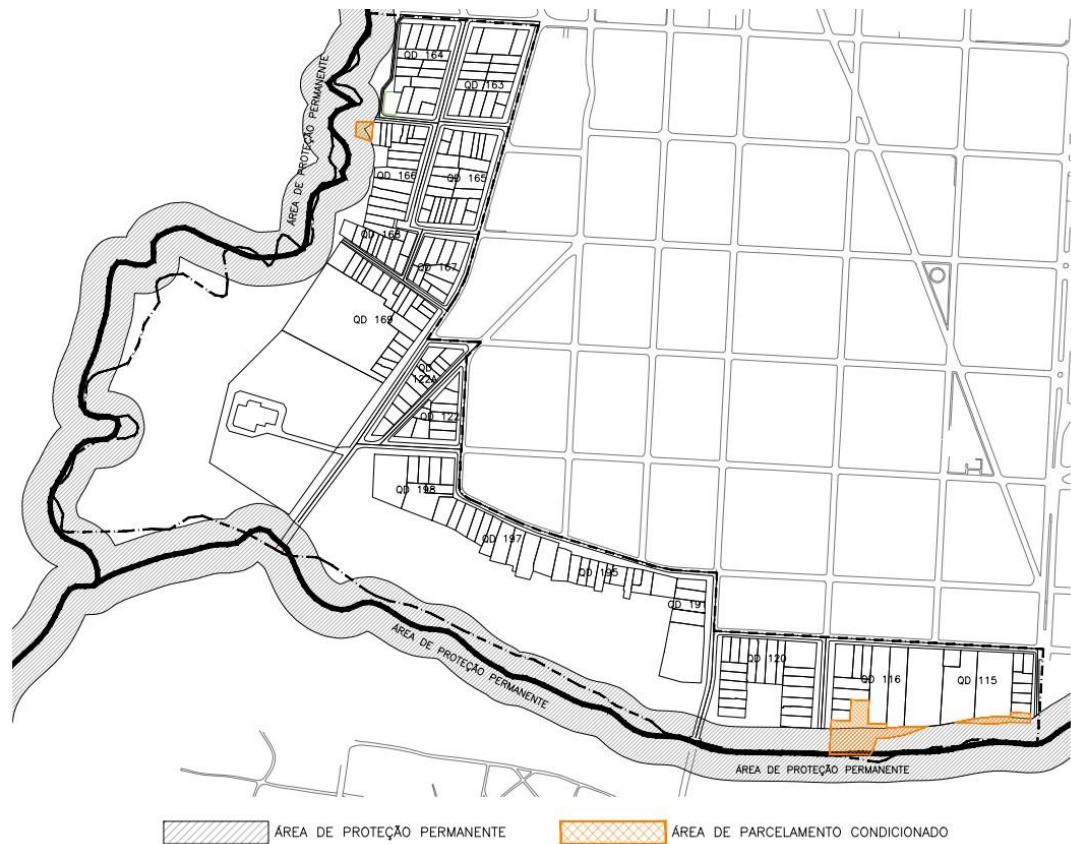 QD 164
QD 163
ÁREA DE PROTEÇÃO PERMANENTE
QD 166
QD 165
QD 168
QD 167
QD 169
QD
122A
QD 122
QD 198
QD 197
QD 195
QD 191
ÁREA DE PROTEÇÃO PERMANENTE
QD 120
QD 116
QD 115
ÁREA DE PROTEÇÃO PERMANENTE
ÁREA DE PROTEÇÃO PERMANENTE
ÁREA DE PARCELAMENTO CONDICIONADO